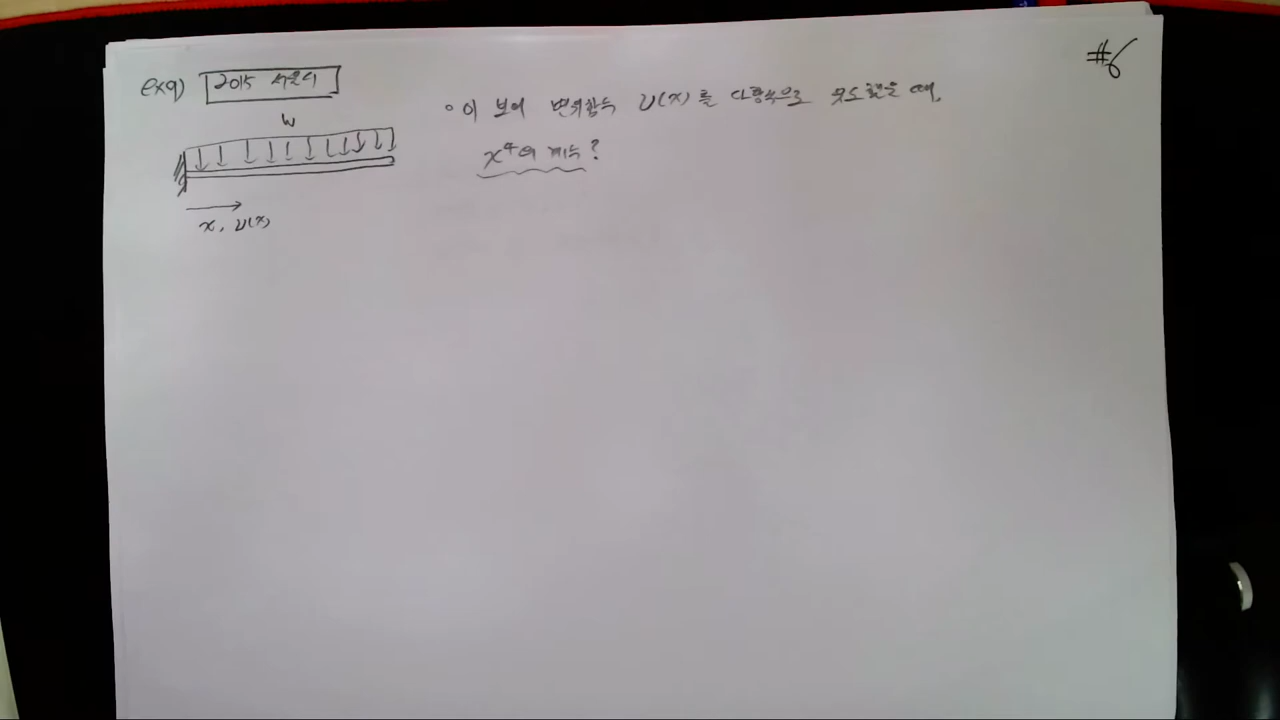 ex9) 2015 서울시
#6
◦ 이 보의 변위함수 υ(x)를 다항식으로 유도했을 때,
x⁴의 계수?
w
x, υ(x)